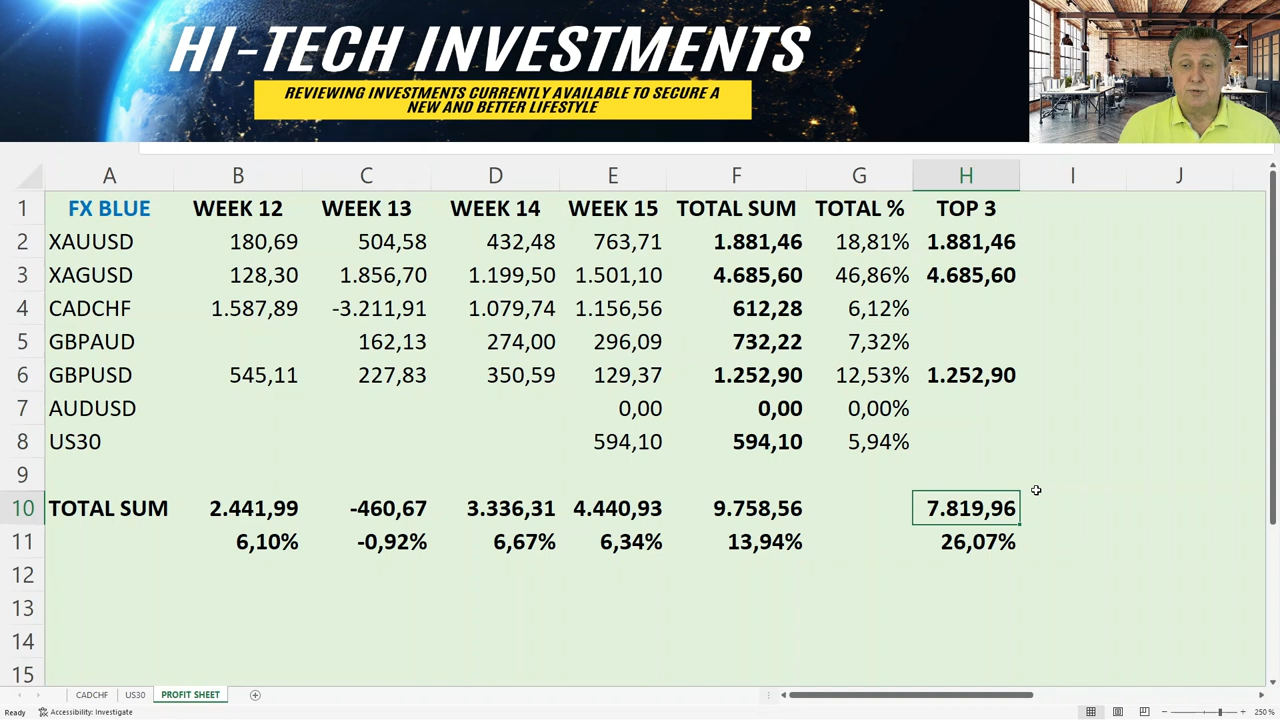 HI-TECH INVESTMENTS
REVIEWING INVESTMENTS CURRENTLY AVAILABLE TO SECURE A
NEW AND BETTER LIFESTYLE
A B C D E F G H I J
1 FX BLUE WEEK 12 WEEK 13 WEEK 14 WEEK 15 TOTAL SUM TOTAL % TOP 3
2 XAUUSD 180,69 504,58 432,48 763,71 1.881,46 18,81% 1.881,46
3 XAGUSD 128,30 1.856,70 1.199,50 1.501,10 4.685,60 46,86% 4.685,60
4 CADCHF 1.587,89 -3.211,91 1.079,74 1.156,56 612,28 6,12%
5 GBPAUD 162,13 274,00 296,09 732,22 7,32%
6 GBPUSD 545,11 227,83 350,59 129,37 1.252,90 12,53% 1.252,90
7 AUDUSD 0,00 0,00 0,00%
8 US30 594,10 594,10 5,94%
9
10 TOTAL SUM 2.441,99 -460,67 3.336,31 4.440,93 9.758,56 7.819,96
11 6,10% -0,92% 6,67% 6,34% 13,94% 26,07%
12
13
14
15
CADCHF US30 PROFIT SHEET
Ready Accessibility: Investigate 250 %